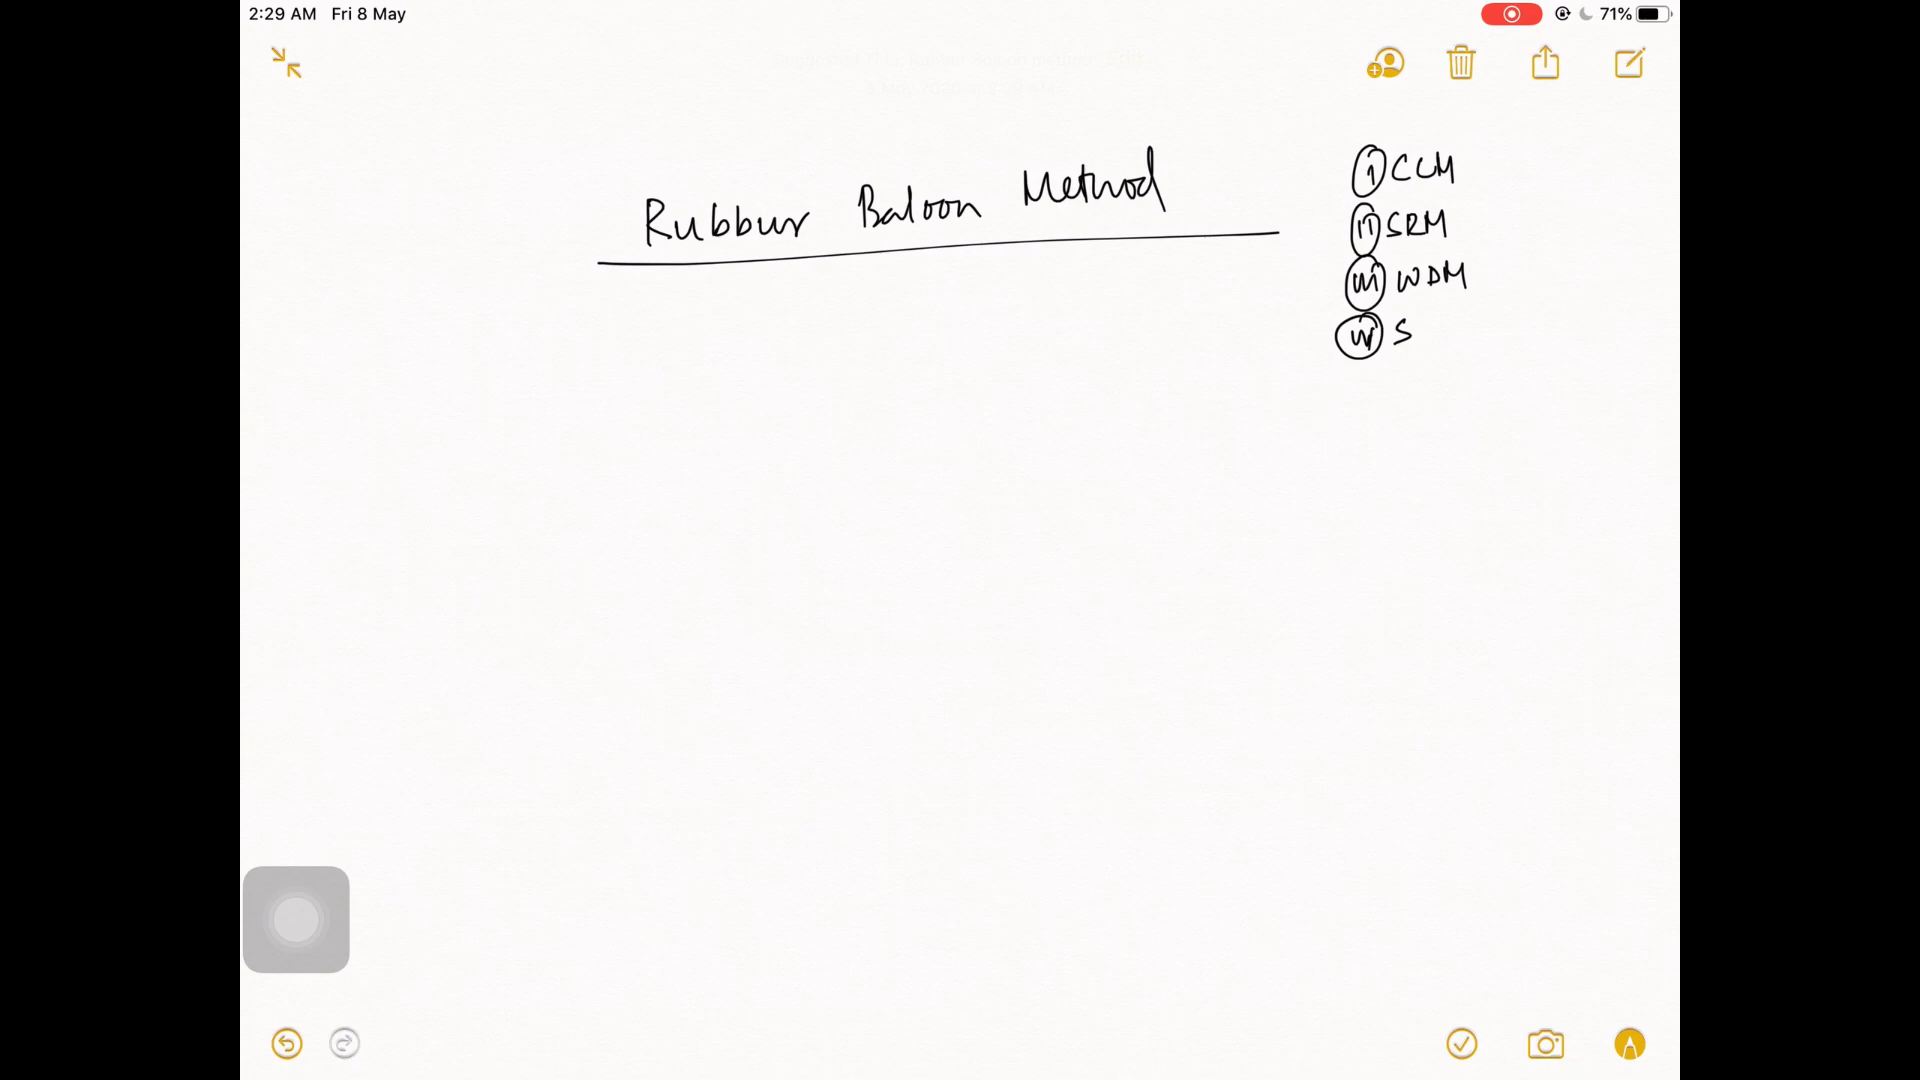 2:29 AM Fri 8 May
71%
Rubbur Baloon Method
(i) CCM
(ii) SRM
(iii) WDM
(iv) S